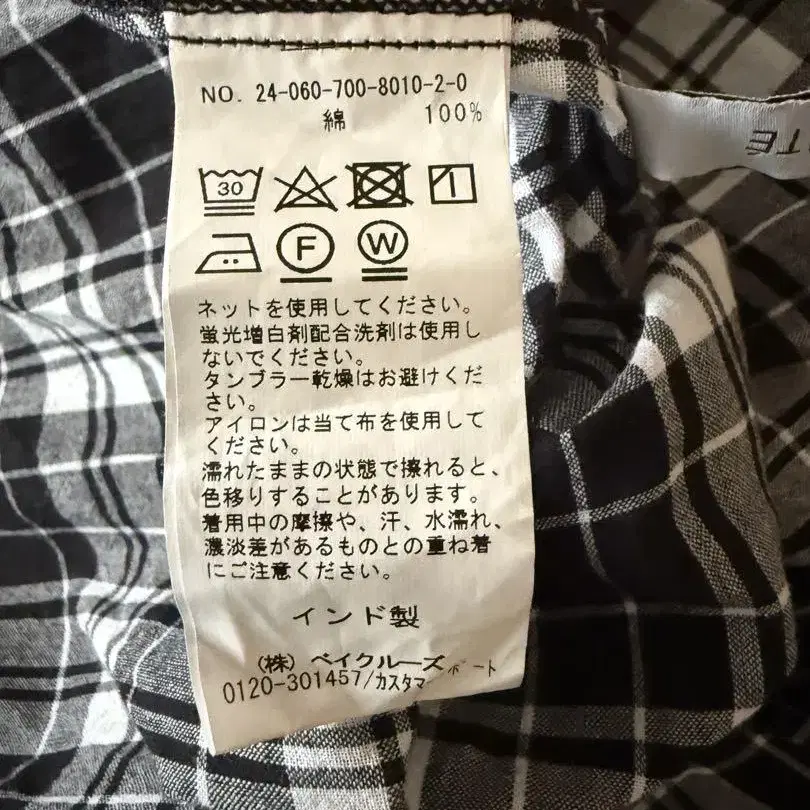 NO. 24-060-700-8010-2-0
綿 100%
30
F W
ネットを使用してください。
蛍光増白剤配合洗剤は使用し
ないでください。
タンブラー乾燥はお避けくだ
さい。
アイロンは当て布を使用して
ください。
濡れたままの状態で擦れると、
色移りすることがあります。
着用中の摩擦や、汗、水濡れ、
濃淡差があるものとの重ね着
にご注意ください。
インド製
(株) ベイクルーズ
0120-301457/カスタマ